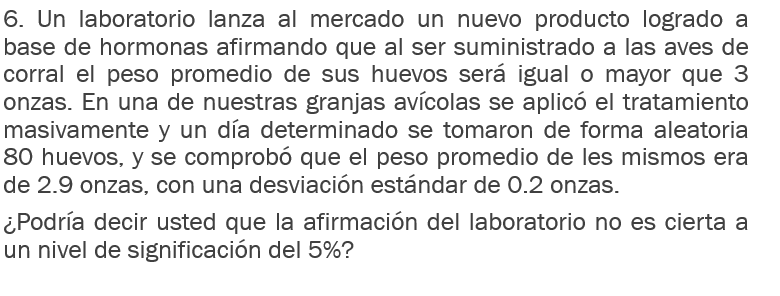 6. Un laboratorio lanza al mercado un nuevo producto logrado a
base de hormonas afirmando que al ser suministrado a las aves de
corral el peso promedio de sus huevos será igual o mayor que 3
onzas. En una de nuestras granjas avícolas se aplicó el tratamiento
masivamente y un día determinado se tomaron de forma aleatoria
80 huevos, y se comprobó que el peso promedio de les mismos era
de 2.9 onzas, con una desviación estándar de 0.2 onzas.
¿Podría decir usted que la afirmación del laboratorio no es cierta a
un nivel de significación del 5%?